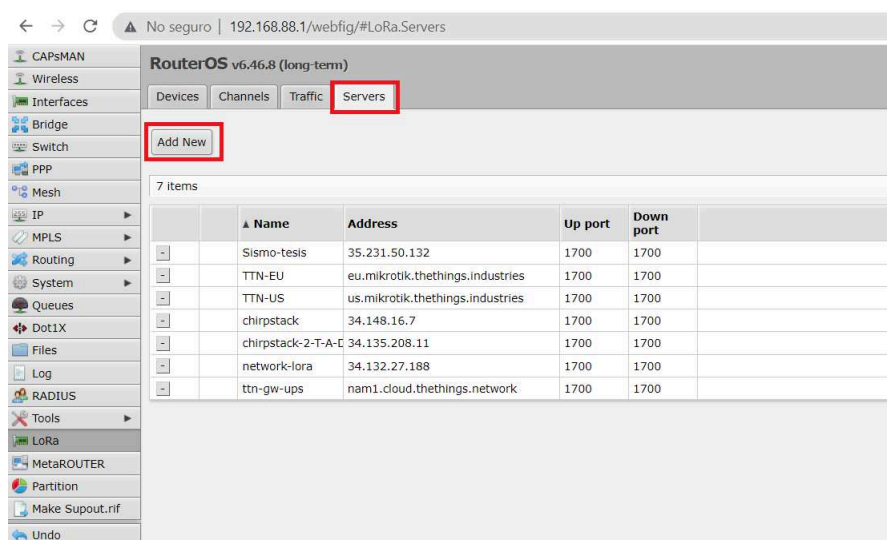 No seguro | 192.168.88.1/webfig/#LoRa.Servers
CAPsMAN
Wireless
Interfaces
Bridge
Switch
PPP
Mesh
IP
MPLS
Routing
System
Queues
Dot1X
Files
Log
RADIUS
Tools
LoRa
MetaROUTER
Partition
Make Supout.rif
Undo
RouterOS v6.46.8 (long-term)
Devices Channels Traffic Servers
Add New
7 items
▲ Name Address Up port Down port
- Sismo-tesis 35.231.50.132 1700 1700
- TTN-EU eu.mikrotik.thethings.industries 1700 1700
- TTN-US us.mikrotik.thethings.industries 1700 1700
- chirpstack 34.148.16.7 1700 1700
- chirpstack-2-T-A-D 34.135.208.11 1700 1700
- network-lora 34.132.27.188 1700 1700
- ttn-gw-ups nam1.cloud.thethings.network 1700 1700